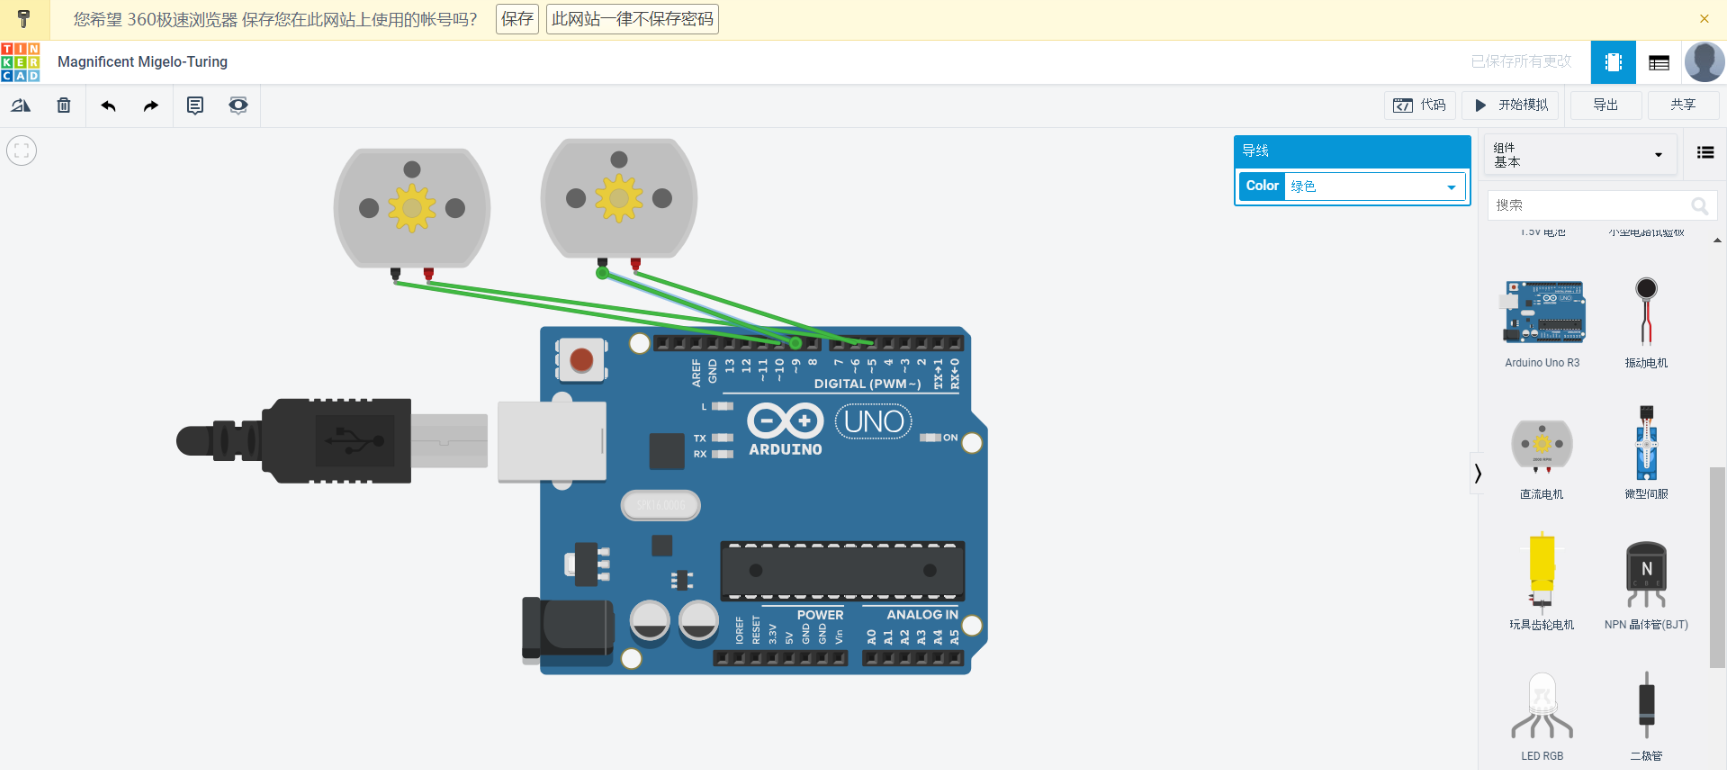 您希望 360极速浏览器 保存您在此网站上使用的帐号吗?
保存
此网站一律不保存密码
×
TIN
KER
CAD
Magnificent Migelo-Turing
已保存所有更改
代码
开始模拟
导出
共享
导线
Color
绿色
组件
基本
搜索
1.5V 电池
小型电路试验板
Arduino Uno R3
振动电机
直流电机
微型伺服
玩具齿轮电机
N
NPN 晶体管(BJT)
LED RGB
二极管
AREF
GND
13
12
~11
~10
~9
8
7
~6
~5
4
~3
2
TX→1
RX←0
DIGITAL (PWM~)
L
TX
RX
ARDUINO
UNO
ON
POWER
ANALOG IN
IOREF
RESET
3.3V
5V
GND
GND
Vin
A0
A1
A2
A3
A4
A5